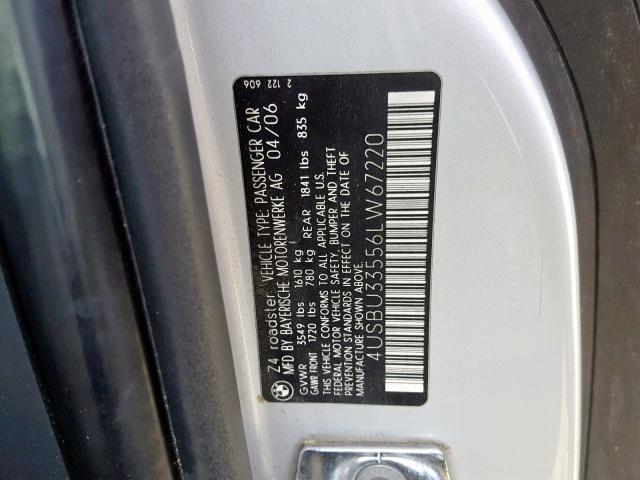 Z4 roadster VEHICLE TYPE PASSENGER CAR
MFD BY BAYERISCHE MOTORENWERKE AG 04/06
GVWR 3549 lbs 1610 kg
GAWR FRONT 1720 lbs 780 kg REAR 1841 lbs 835 kg
THIS VEHICLE CONFORMS TO ALL APPLICABLE U.S.
FEDERAL MOTOR VEHICLE SAFETY, BUMPER AND THEFT
PREVENTION STANDARDS IN EFFECT ON THE DATE OF
MANUFACTURE SHOWN ABOVE.
4USBU33556LW67220
2 122 606
BMW